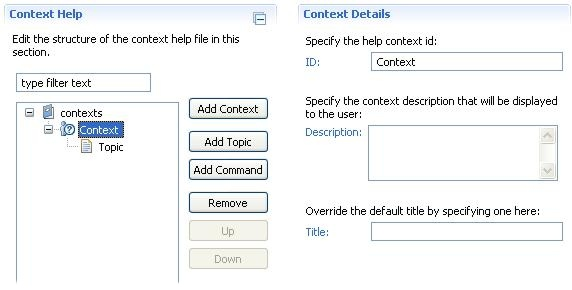 Context Help
Edit the structure of the context help file in this
section.
type filter text
contexts
Context
Topic
Add Context
Add Topic
Add Command
Remove
Up
Down
Context Details
Specify the help context id:
ID: Context
Specify the context description that will be displayed
to the user:
Description:
Override the default title by specifying one here:
Title: